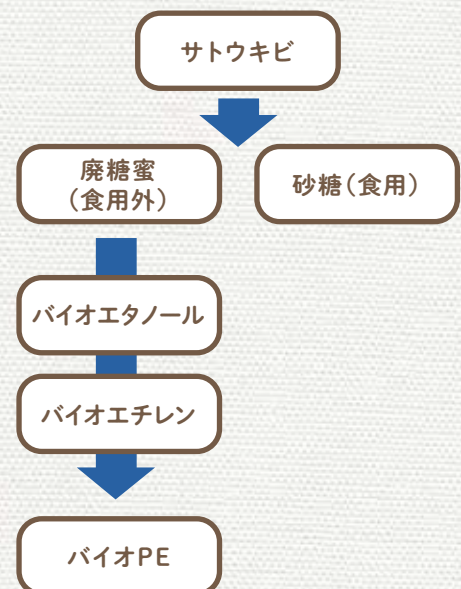 サトウキビ
廃糖蜜
（食用外）
砂糖（食用）
バイオエタノール
バイオエチレン
バイオPE